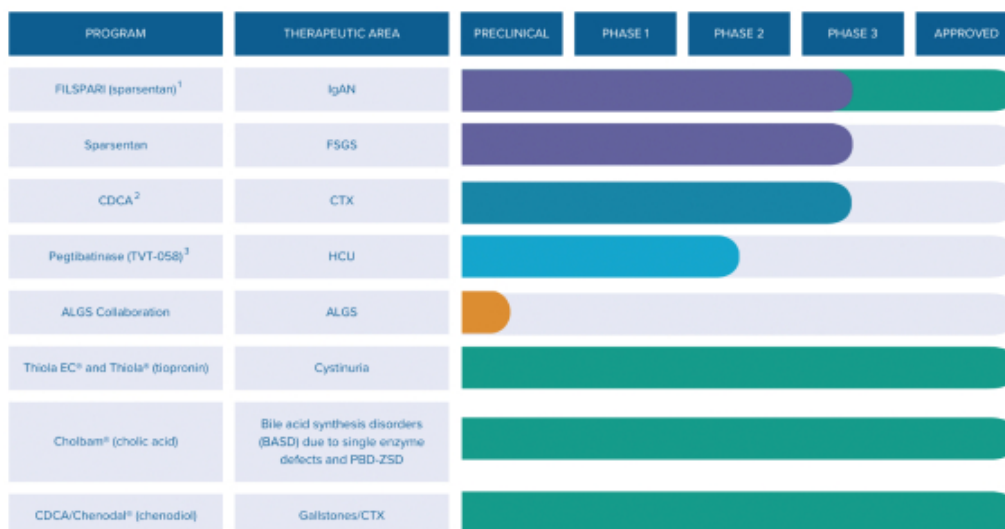 PROGRAM THERAPEUTIC AREA PRECLINICAL PHASE 1 PHASE 2 PHASE 3 APPROVED
FILSPARI (sparsentan)1 IgAN
Sparsentan FSGS
CDCA2 CTX
Pegtibatinase (TVT-058)3 HCU
ALGS Collaboration ALGS
Thiola EC® and Thiola® (tiopronin) Cystinuria
Cholbam® (cholic acid)
Bile acid synthesis disorders
(BASD) due to single enzyme
defects and PBD-ZSD
CDCA/Chenodal® (chenodiol) Gallstones/CTX